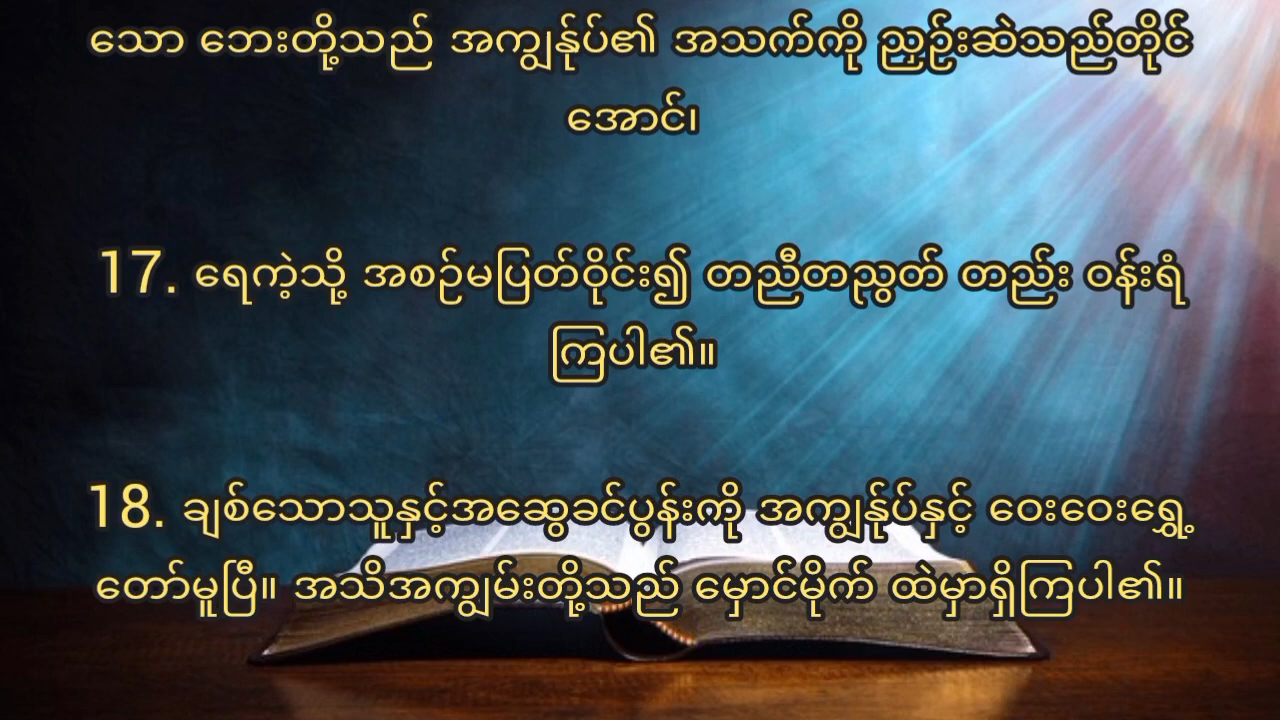 သော ဘေးတို့သည် အကျွန်ုပ်၏ အသက်ကို ညှဉ်းဆဲသည်တိုင်
အောင်၊
17. ရေကဲ့သို့ အစဉ်မပြတ်ဝိုင်း၍ တညီတညွတ် တည်း ဝန်းရံ
ကြပါ၏။
18. ချစ်သောသူနှင့်အဆွေခင်ပွန်းကို အကျွန်ုပ်နှင့် ဝေးဝေးရွှေ့
တော်မူပြီ။ အသိအကျွမ်းတို့သည် မှောင်မိုက် ထဲမှာရှိကြပါ၏။